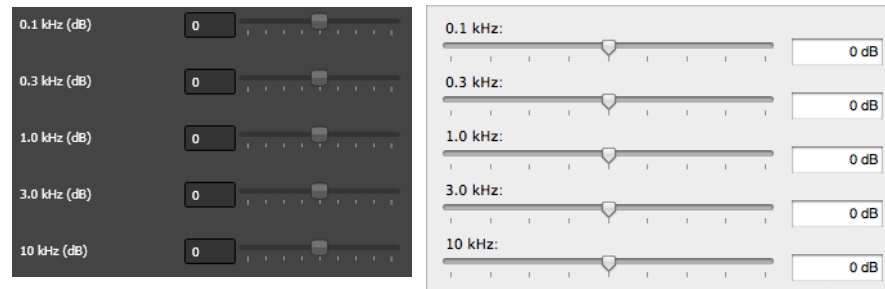 0.1 kHz (dB) 0
0.3 kHz (dB) 0
1.0 kHz (dB) 0
3.0 kHz (dB) 0
10 kHz (dB) 0
0.1 kHz:
0 dB
0.3 kHz:
0 dB
1.0 kHz:
0 dB
3.0 kHz:
0 dB
10 kHz:
0 dB